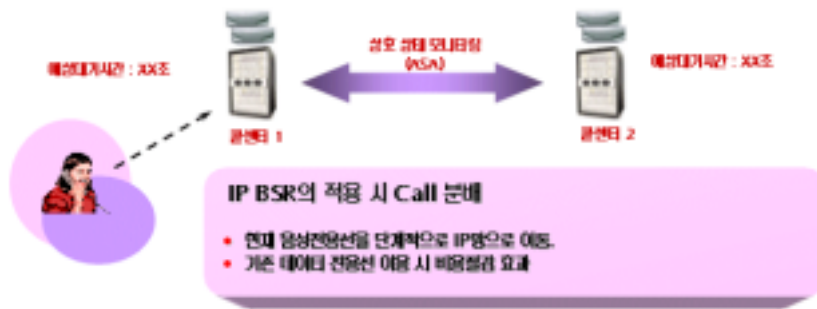 상호 상태 모니터링
(ASA)
예상대기시간 : XX초
예상대기시간 : XX초
콜센터 1
콜센터 2
IP BSR의 적용 시 Call 분배
• 현재 음성전용선을 단계적으로 IP망으로 이동.
• 기존 데이터 전용선 이용 시 비용절감 효과